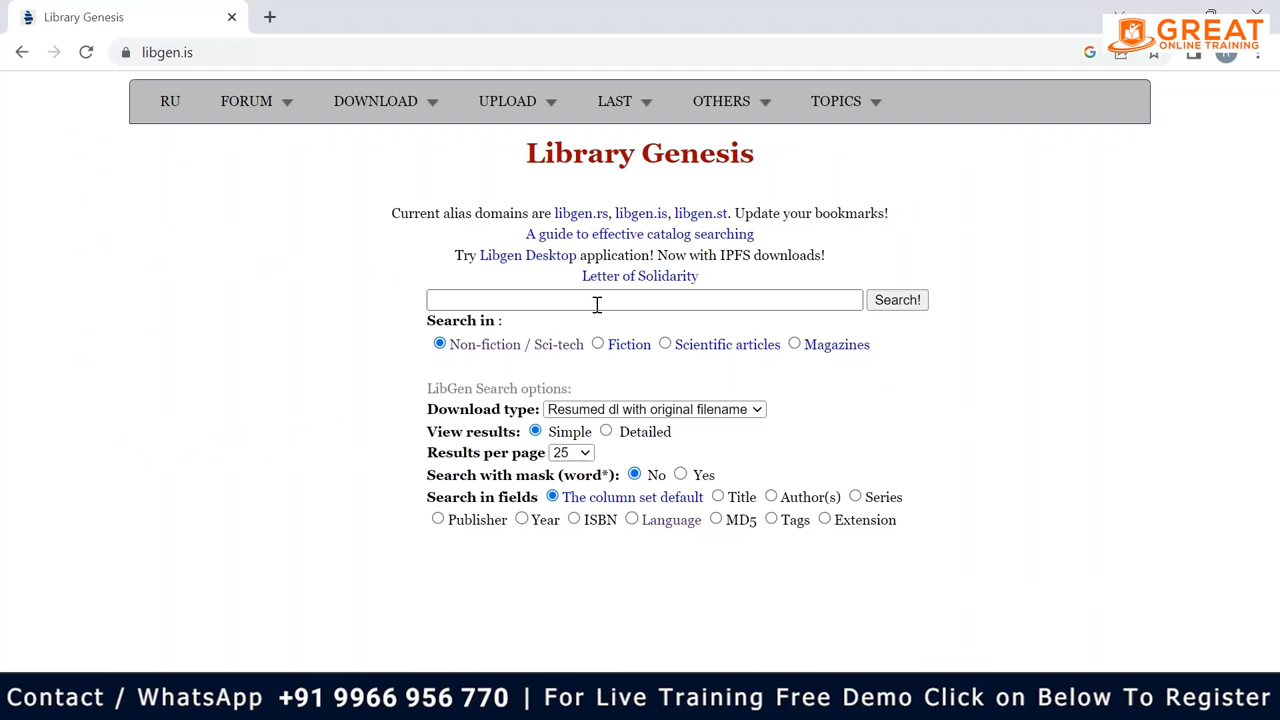 Library Genesis
GREAT
ONLINE TRAINING
libgen.is
RU FORUM DOWNLOAD UPLOAD LAST OTHERS TOPICS
Library Genesis
Current alias domains are libgen.rs, libgen.is, libgen.st. Update your bookmarks!
A guide to effective catalog searching
Try Libgen Desktop application! Now with IPFS downloads!
Letter of Solidarity
Search!
Search in :
Non-fiction / Sci-tech Fiction Scientific articles Magazines
LibGen Search options:
Download type: Resumed dl with original filename
View results: Simple Detailed
Results per page 25
Search with mask (word*): No Yes
Search in fields The column set default Title Author(s) Series
Publisher Year ISBN Language MD5 Tags Extension
Contact / WhatsApp +91 9966 956 770 | For Live Training Free Demo Click on Below To Register